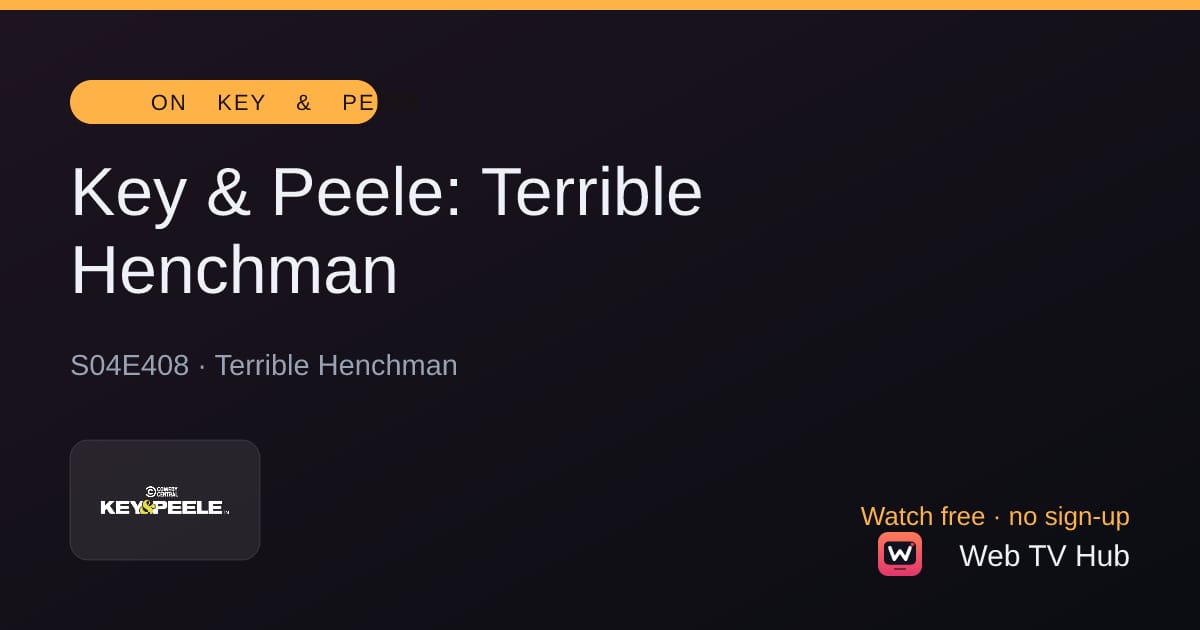 ON KEY & PE
Key & Peele: Terrible
Henchman
S04E408 · Terrible Henchman
COMEDY
CENTRAL
KEY&PEELE
Watch free · no sign-up
W
Web TV Hub